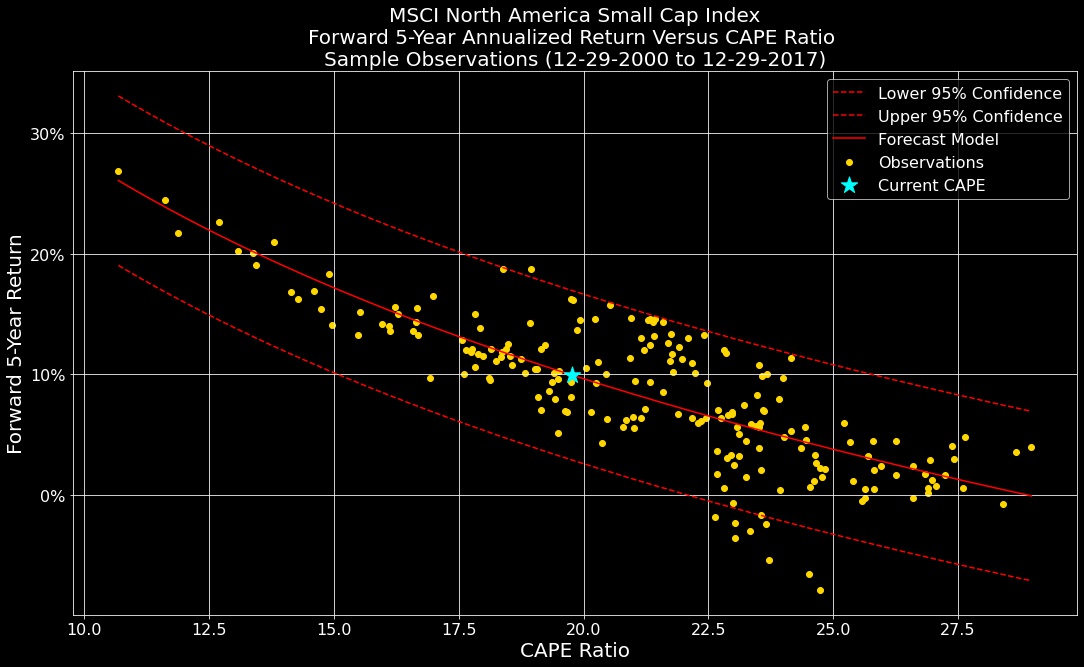 MSCI North America Small Cap Index
Forward 5-Year Annualized Return Versus CAPE Ratio
Sample Observations (12-29-2000 to 12-29-2017)
Lower 95% Confidence
Upper 95% Confidence
Forecast Model
Observations
Current CAPE
Forward 5-Year Return
30%
20%
10%
0%
10.0 12.5 15.0 17.5 20.0 22.5 25.0 27.5
CAPE Ratio